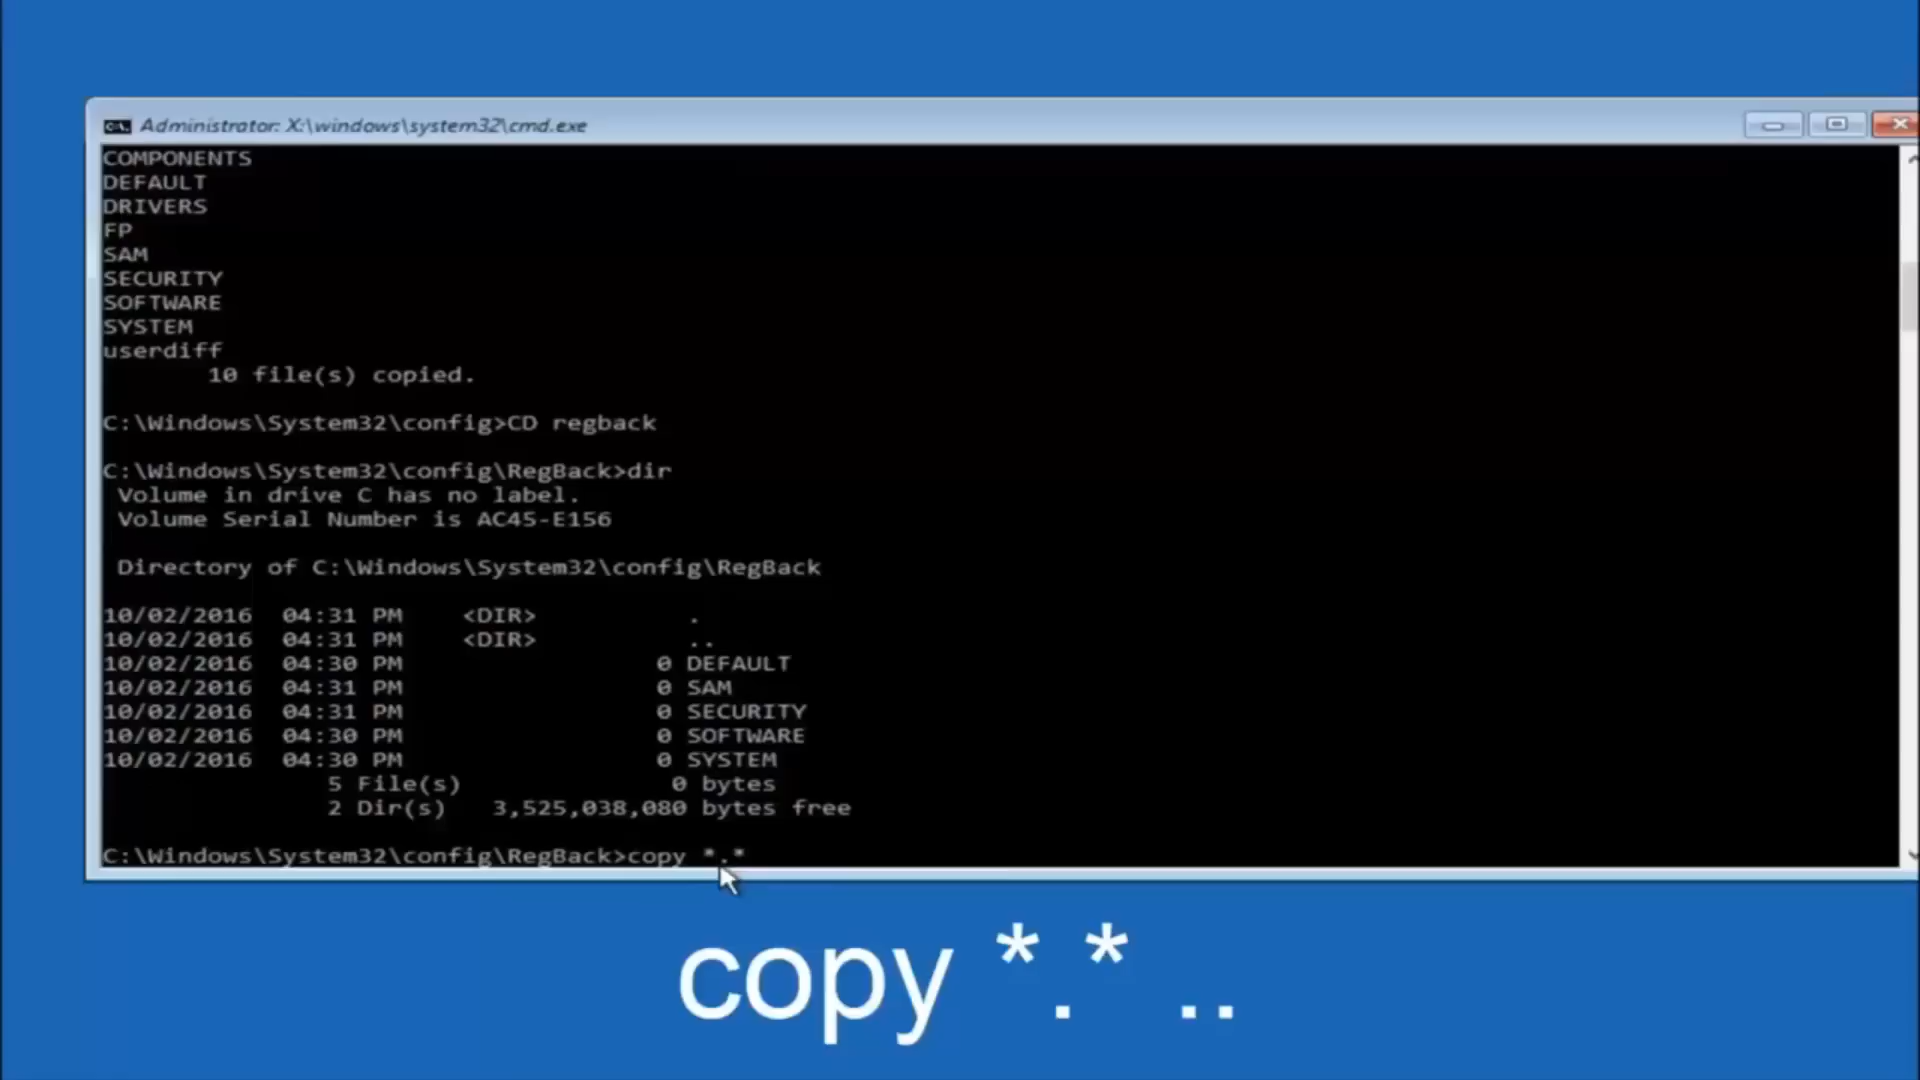 Administrator: X:\windows\system32\cmd.exe
COMPONENTS
DEFAULT
DRIVERS
FP
SAM
SECURITY
SOFTWARE
SYSTEM
userdiff
10 file(s) copied.
C:\Windows\System32\config>CD regback
C:\Windows\System32\config\RegBack>dir
Volume in drive C has no label.
Volume Serial Number is AC45-E156
Directory of C:\Windows\System32\config\RegBack
10/02/2016 04:31 PM <DIR> .
10/02/2016 04:31 PM <DIR> ..
10/02/2016 04:30 PM 0 DEFAULT
10/02/2016 04:31 PM 0 SAM
10/02/2016 04:31 PM 0 SECURITY
10/02/2016 04:30 PM 0 SOFTWARE
10/02/2016 04:30 PM 0 SYSTEM
5 File(s) 0 bytes
2 Dir(s) 3,525,038,080 bytes free
C:\Windows\System32\config\RegBack>copy *.*
copy *.* ..